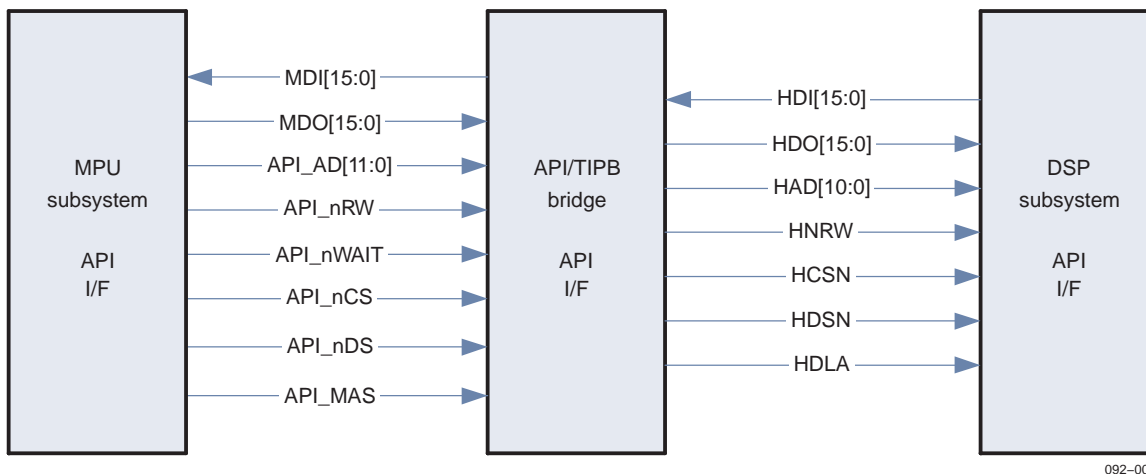 MPU
subsystem
API
I/F
MDI[15:0]
MDO[15:0]
API_AD[11:0]
API_nRW
API_nWAIT
API_nCS
API_nDS
API_MAS
API/TIPB
bridge
API
I/F
HDI[15:0]
HDO[15:0]
HAD[10:0]
HNRW
HCSN
HDSN
HDLA
DSP
subsystem
API
I/F